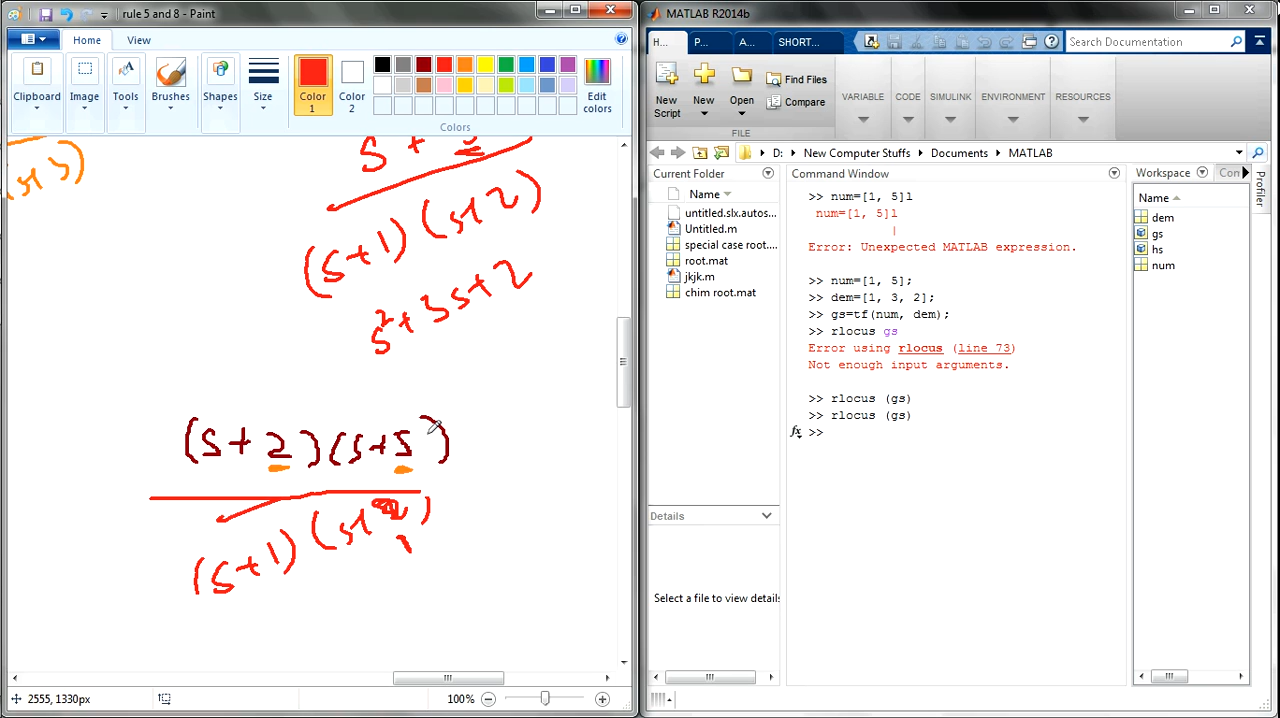 rule 5 and 8 - Paint
Home View
Clipboard Image Tools Brushes Shapes Size Color 1 Color 2 Edit colors
Colors
s+3)
s +
(s+1) (s+2)
s²+3s+2
(s+2)(s+5)
(s+1) (s+ 1)
2555, 1330px
100%
MATLAB R2014b
H... P... A... SHORT...
Search Documentation
New Script New Open Find Files Compare
FILE
VARIABLE CODE SIMULINK ENVIRONMENT RESOURCES
D: New Computer Stuffs Documents MATLAB
Current Folder
Name
untitled.slx.autos...
Untitled.m
special case root....
root.mat
jkjk.m
chim root.mat
Details
Select a file to view details
Command Window
>> num=[1, 5]l
num=[1, 5]l
|
Error: Unexpected MATLAB expression.
>> num=[1, 5];
>> dem=[1, 3, 2];
>> gs=tf(num, dem);
>> rlocus gs
Error using rlocus (line 73)
Not enough input arguments.
>> rlocus (gs)
>> rlocus (gs)
fx >>
Workspace Con
Name
dem
gs
hs
num
Profiler